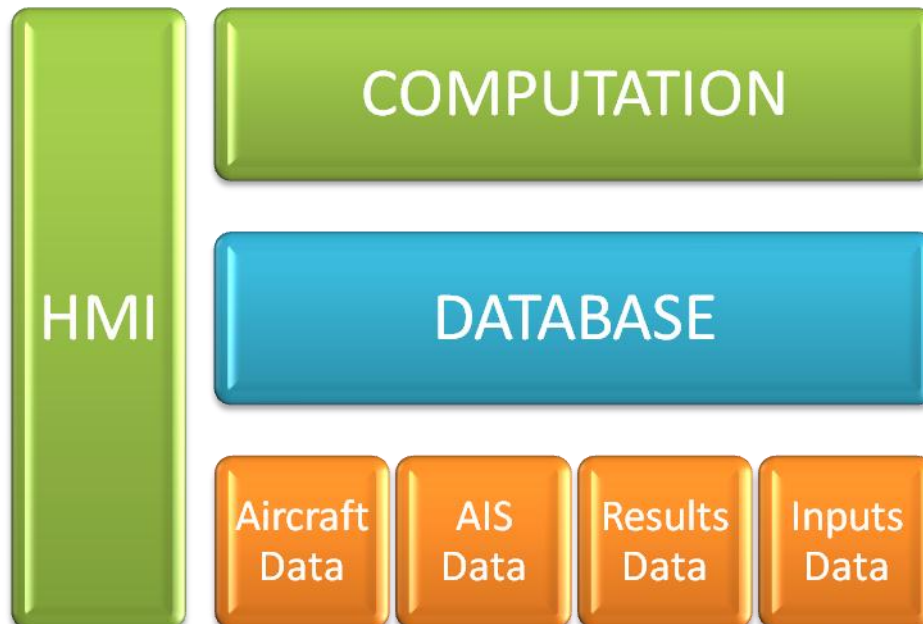 HMI
COMPUTATION
DATABASE
Aircraft
Data
AIS
Data
Results
Data
Inputs
Data